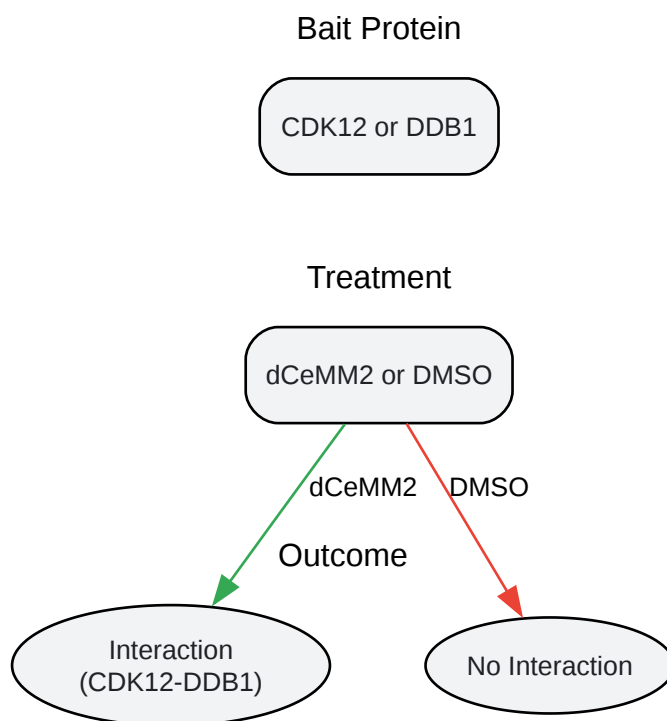 Bait Protein
CDK12 or DDB1
Treatment
dCeMM2 or DMSO
dCeMM2
DMSO
Outcome
Interaction
(CDK12-DDB1)
No Interaction